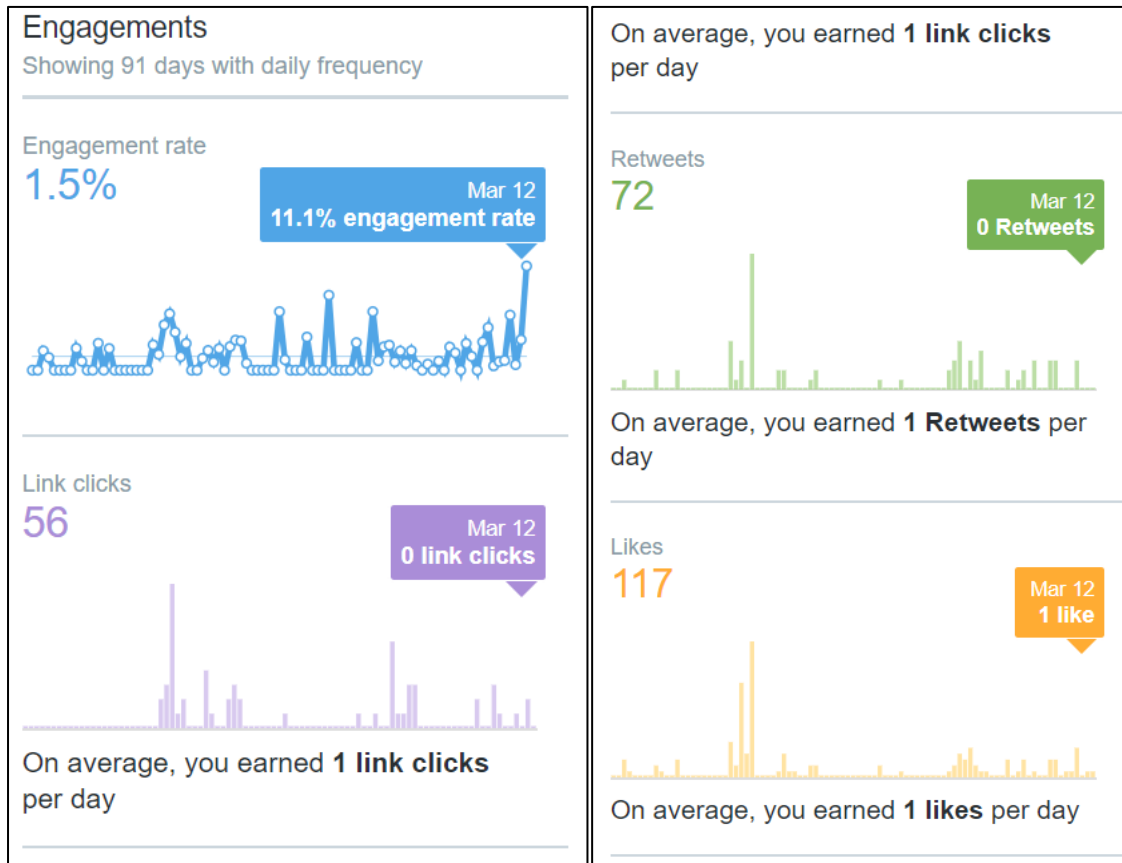 Engagements
Showing 91 days with daily frequency
Engagement rate
1.5%
Mar 12
11.1% engagement rate
Link clicks
56
Mar 12
0 link clicks
On average, you earned 1 link clicks
per day
On average, you earned 1 link clicks
per day
Retweets
72
Mar 12
0 Retweets
On average, you earned 1 Retweets per
day
Likes
117
Mar 12
1 like
On average, you earned 1 likes per day